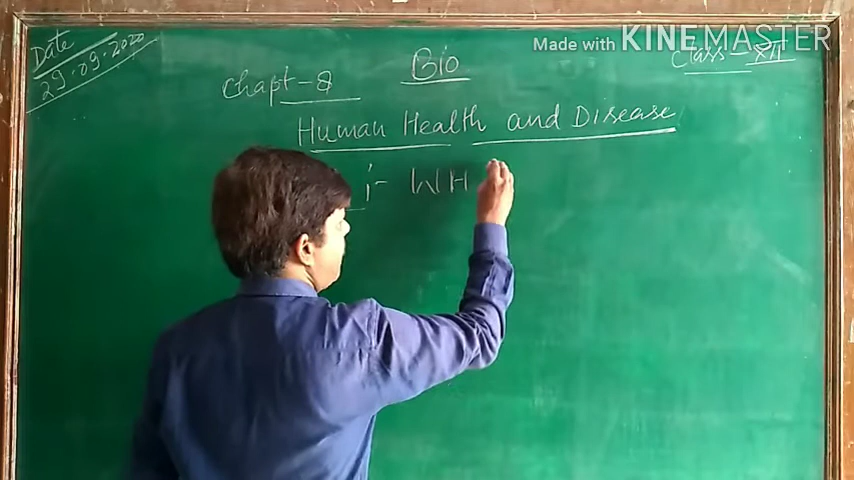 Made with KINEMASTER
Date
29.09.2020
Bio
Class - XII
Chapt - 8
Human Health and Disease
:- WH